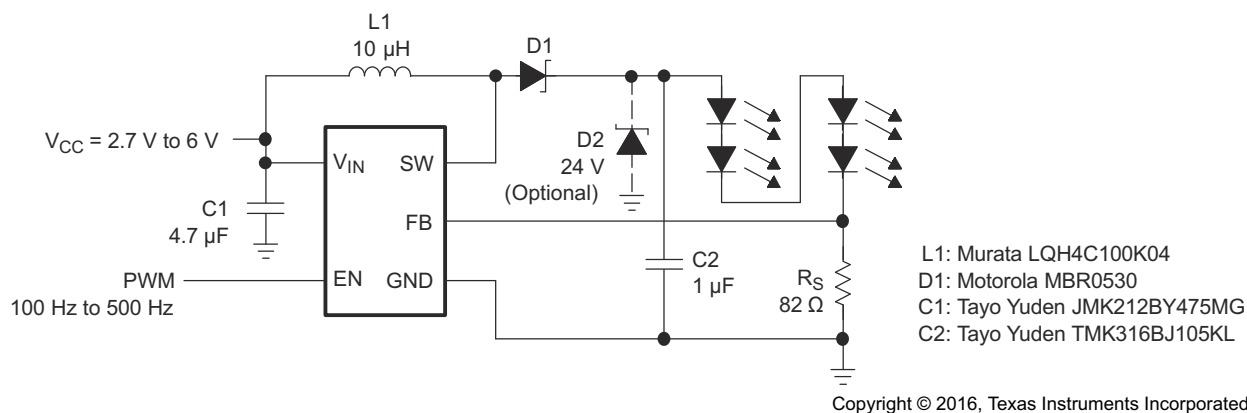 L1
10 µH
D1
V_CC = 2.7 V to 6 V
V_IN
SW
D2
24 V
(Optional)
C1
4.7 µF
FB
C2
1 µF
PWM
100 Hz to 500 Hz
EN
GND
R_S
82 Ω
L1: Murata LQH4C100K04
D1: Motorola MBR0530
C1: Tayo Yuden JMK212BY475MG
C2: Tayo Yuden TMK316BJ105KL
Copyright © 2016, Texas Instruments Incorporated